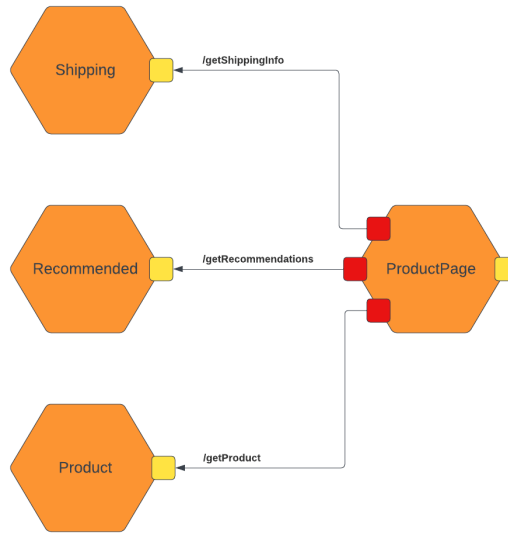 Shipping
/getShippingInfo
Recommended
/getRecommendations
ProductPage
Product
/getProduct